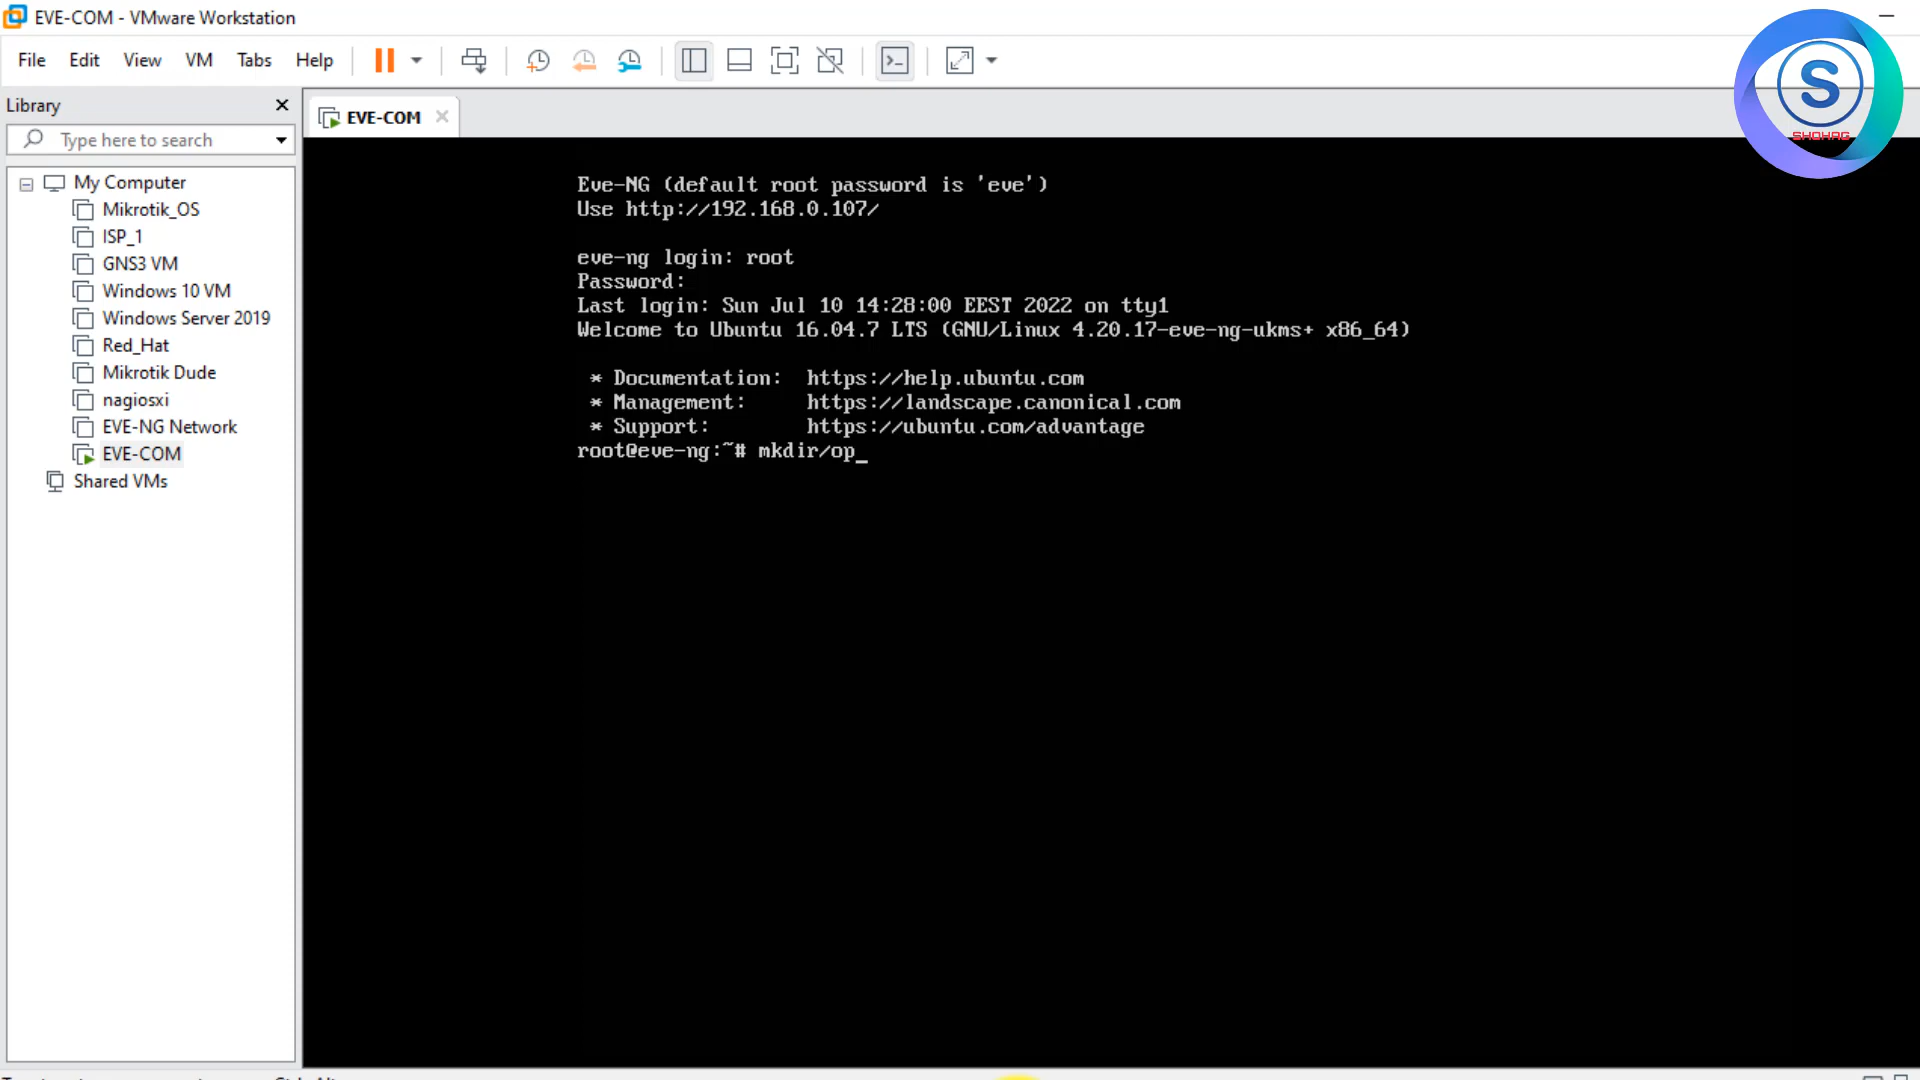 EVE-COM - VMware Workstation
File Edit View VM Tabs Help
S
SHOHAG
Library
EVE-COM
Type here to search
My Computer
Mikrotik_OS
ISP_1
GNS3 VM
Windows 10 VM
Windows Server 2019
Red_Hat
Mikrotik Dude
nagiosxi
EVE-NG Network
EVE-COM
Shared VMs
Eve-NG (default root password is 'eve')
Use http://192.168.0.107/
eve-ng login: root
Password:
Last login: Sun Jul 10 14:28:00 EEST 2022 on tty1
Welcome to Ubuntu 16.04.7 LTS (GNU/Linux 4.20.17-eve-ng-ukms+ x86_64)
* Documentation: https://help.ubuntu.com
* Management: https://landscape.canonical.com
* Support: https://ubuntu.com/advantage
root@eve-ng:~# mkdir/op_